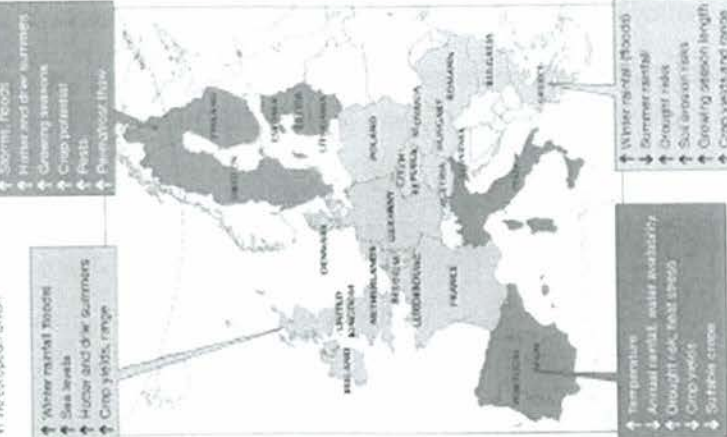 Storms, floods
↑ Hotter and drier summers
↑ Growing seasons
↑ Crop potential
↑ Pests
↑ Permafrost thaw
↑ Winter rainfall, floods
↑ Sea levels
↑ Hotter and drier summers
↑ Crop yields, range
FINLAND
SWEDEN
ESTONIA
LATVIA
LITHUANIA
DENMARK
UNITED
KINGDOM
IRELAND
NETHERLANDS
BELGIUM
LUXEMBOURG
GERMANY
POLAND
CZECH
REPUBLIC
FRANCE
AUSTRIA
HUNGARY
ROMANIA
BULGARIA
SLOVENIA
GREECE
PORTUGAL
SPAIN
↑ Temperature
↓ Annual rainfall, water availability
↑ Drought risk, heat stress
↓ Crop yields
↓ Suitable crops
↑ Winter rainfall (floods)
↓ Summer rainfall
↑ Drought risks
↑ Soil erosion risks
↑ Growing season length